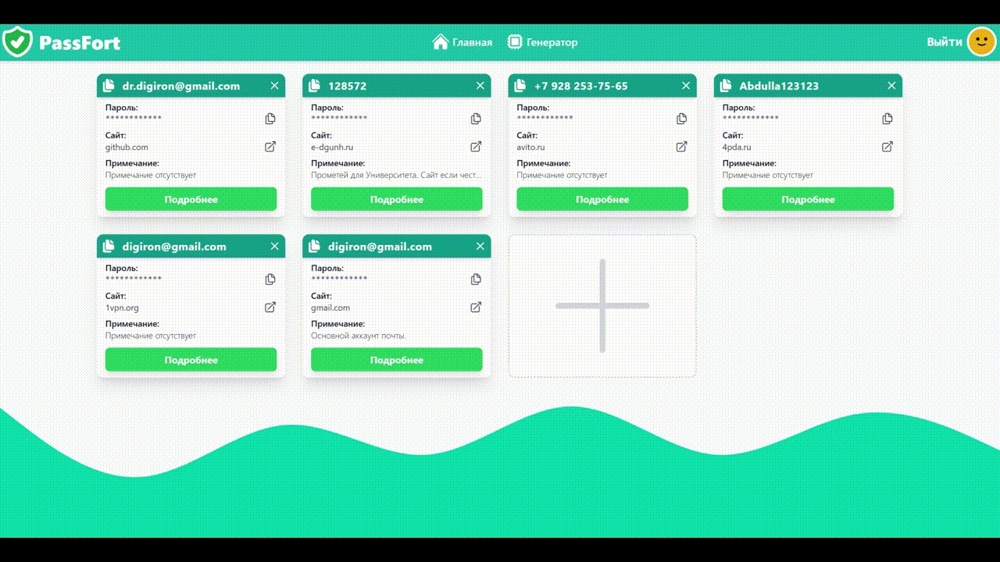 PassFort
Главная
Генератор
Выйти
dr.digiron@gmail.com
Пароль:
************
Сайт:
github.com
Примечание:
Примечание отсутствует
Подробнее
128572
Пароль:
************
Сайт:
e-dgunh.ru
Примечание:
Прометей для Университета. Сайт если чест...
Подробнее
+7 928 253-75-65
Пароль:
************
Сайт:
avito.ru
Примечание:
Примечание отсутствует
Подробнее
Abdulla123123
Пароль:
************
Сайт:
4pda.ru
Примечание:
Примечание отсутствует
Подробнее
digiron@gmail.com
Пароль:
************
Сайт:
1vpn.org
Примечание:
Примечание отсутствует
Подробнее
digiron@gmail.com
Пароль:
************
Сайт:
gmail.com
Примечание:
Основной аккаунт почты.
Подробнее